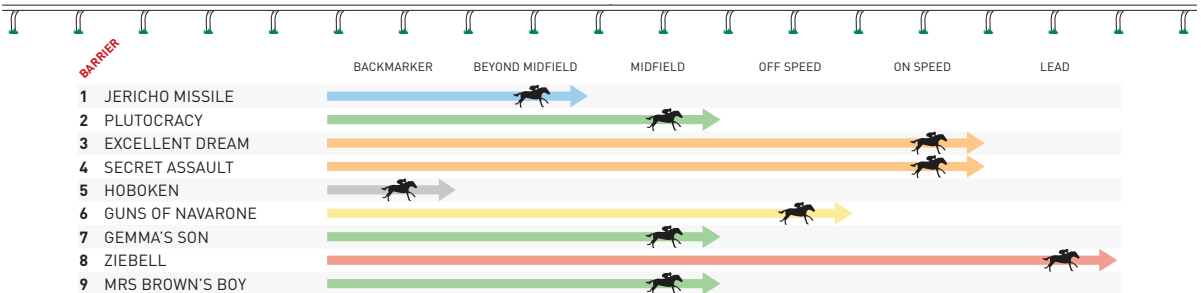 BARRIER
BACKMARKER BEYOND MIDFIELD MIDFIELD OFF SPEED ON SPEED LEAD
1 JERICHO MISSILE
2 PLUTOCRACY
3 EXCELLENT DREAM
4 SECRET ASSAULT
5 HOBOKEN
6 GUNS OF NAVARONE
7 GEMMA'S SON
8 ZIEBELL
9 MRS BROWN'S BOY